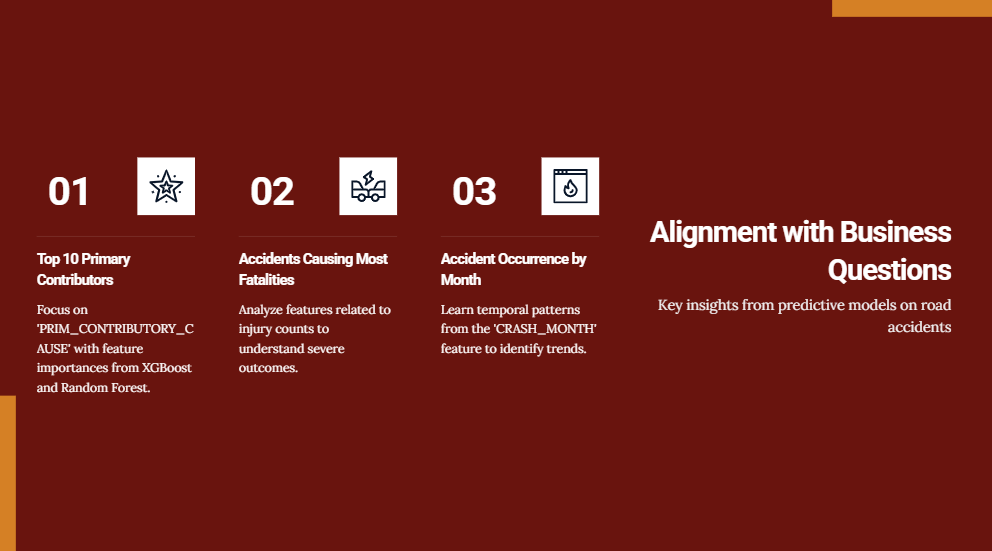 01
Top 10 Primary
Contributors
Focus on
'PRIM_CONTRIBUTORY_C
AUSE' with feature
importances from XGBoost
and Random Forest.
02
Accidents Causing Most
Fatalities
Analyze features related to
injury counts to
understand severe
outcomes.
03
Accident Occurrence by
Month
Learn temporal patterns
from the 'CRASH_MONTH'
feature to identify trends.
Alignment with Business
Questions
Key insights from predictive models on road
accidents